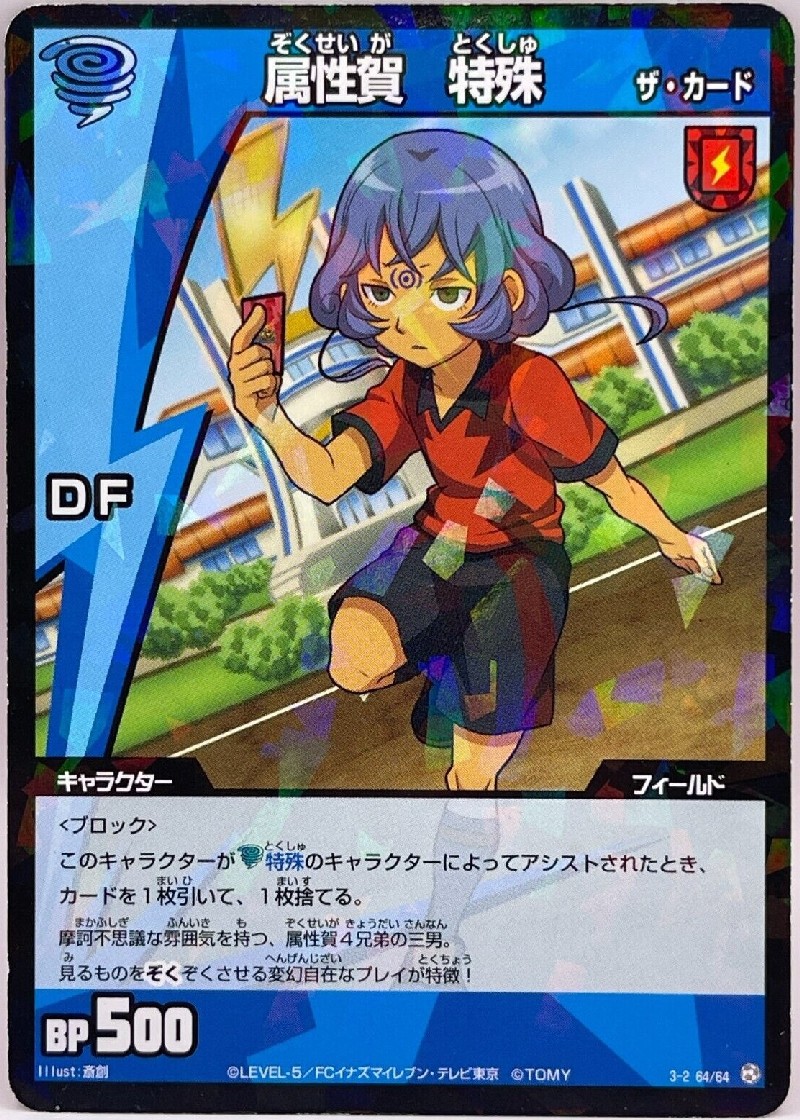 ぞくせい が　とくしゅ
属性賀　特殊　ザ・カード
DF
キャラクター　フィールド
<ブロック>
とくしゅ
このキャラクターが特殊のキャラクターによってアシストされたとき、
まい ひ　まい す
カードを1枚引いて、1枚捨てる。
まかふしぎ　ふんいき　も　ぞくせいが きょうだい さんなん
摩訶不思議な雰囲気を持つ、属性賀4兄弟の三男。
み　へんげんじざい　とくちょう
見るものをぞくぞくさせる変幻自在なプレイが特徴！
BP500
Illust:斎創　©LEVEL-5／FCイナズマイレブン・テレビ東京　©TOMY　3-2 64/64